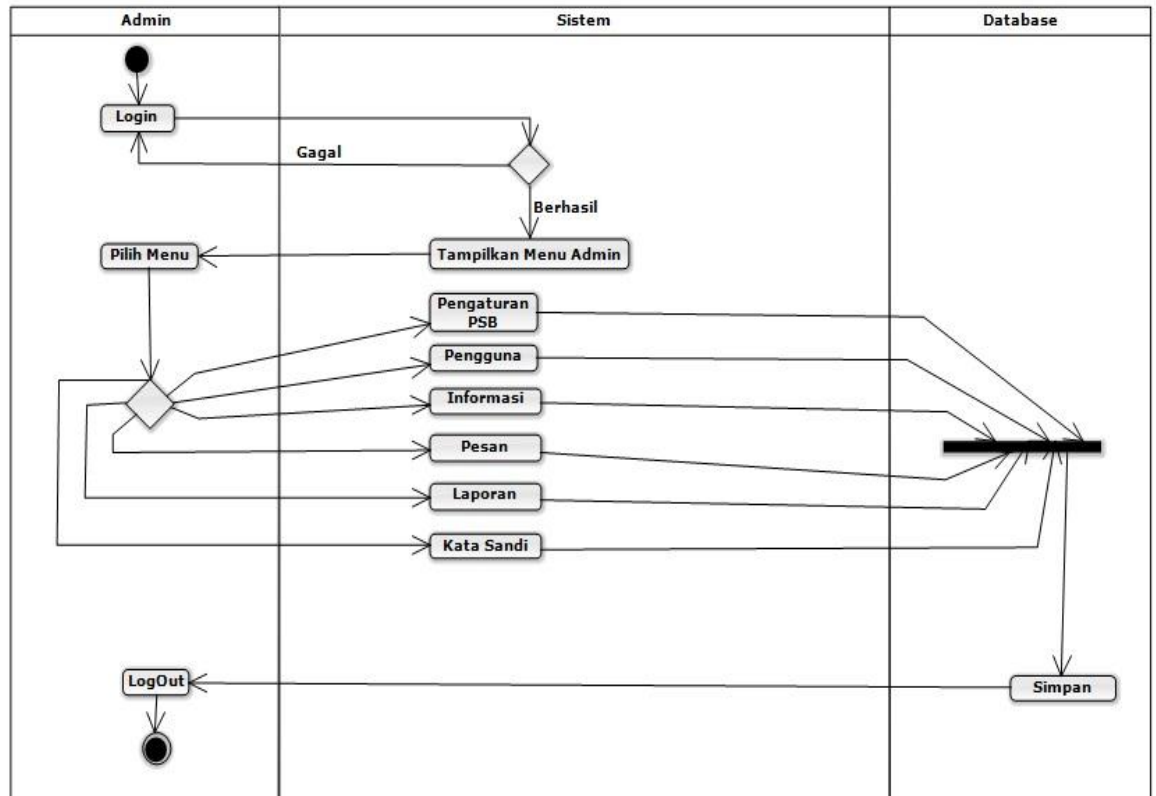 Admin
Sistem
Database
Login
Gagal
Berhasil
Pilih Menu
Tampilkan Menu Admin
Pengaturan
PSB
Pengguna
Informasi
Pesan
Laporan
Kata Sandi
LogOut
Simpan